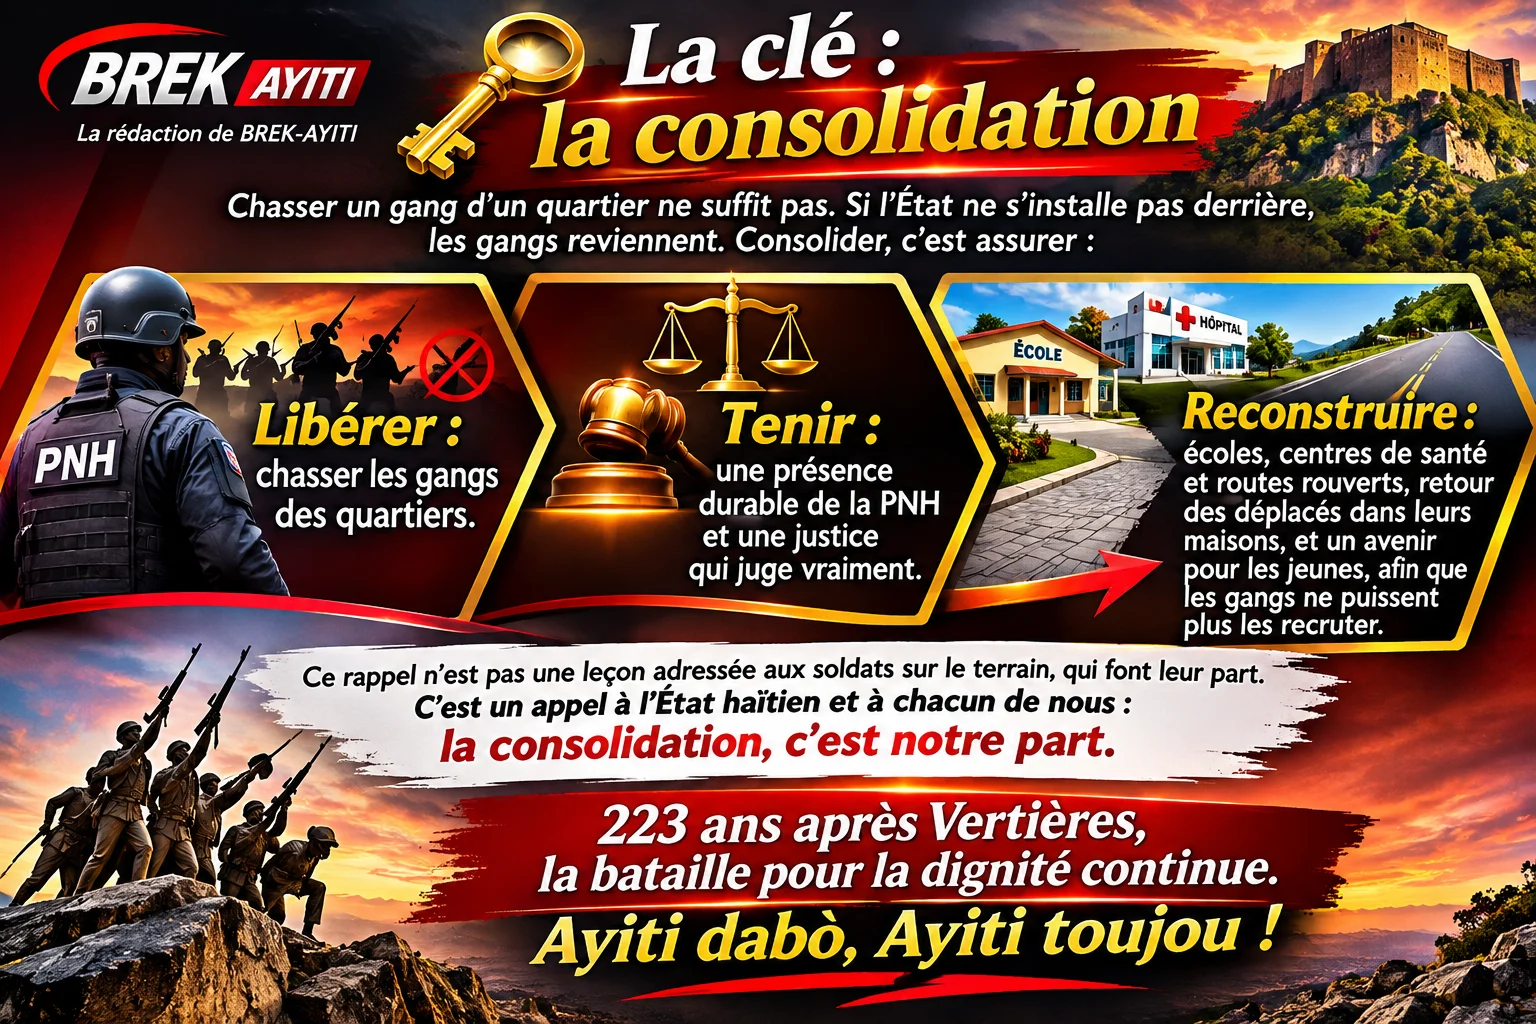 BREK AYITI
La rédaction de BREK-AYITI
La clé :
la consolidation
Chasser un gang d'un quartier ne suffit pas. Si l'État ne s'installe pas derrière,
les gangs reviennent. Consolider, c'est assurer :
PNH
Libérer :
chasser les gangs
des quartiers.
Tenir :
une présence
durable de la PNH
et une justice
qui juge vraiment.
ÉCOLE
HÔPITAL
Reconstruire :
écoles, centres de santé
et routes rouverts, retour
des déplacés dans leurs
maisons, et un avenir
pour les jeunes, afin que
les gangs ne puissent
plus les recruter.
Ce rappel n'est pas une leçon adressée aux soldats sur le terrain, qui font leur part.
C'est un appel à l'État haïtien et à chacun de nous :
la consolidation, c'est notre part.
223 ans après Vertières,
la bataille pour la dignité continue.
Ayiti dabò, Ayiti toujou !